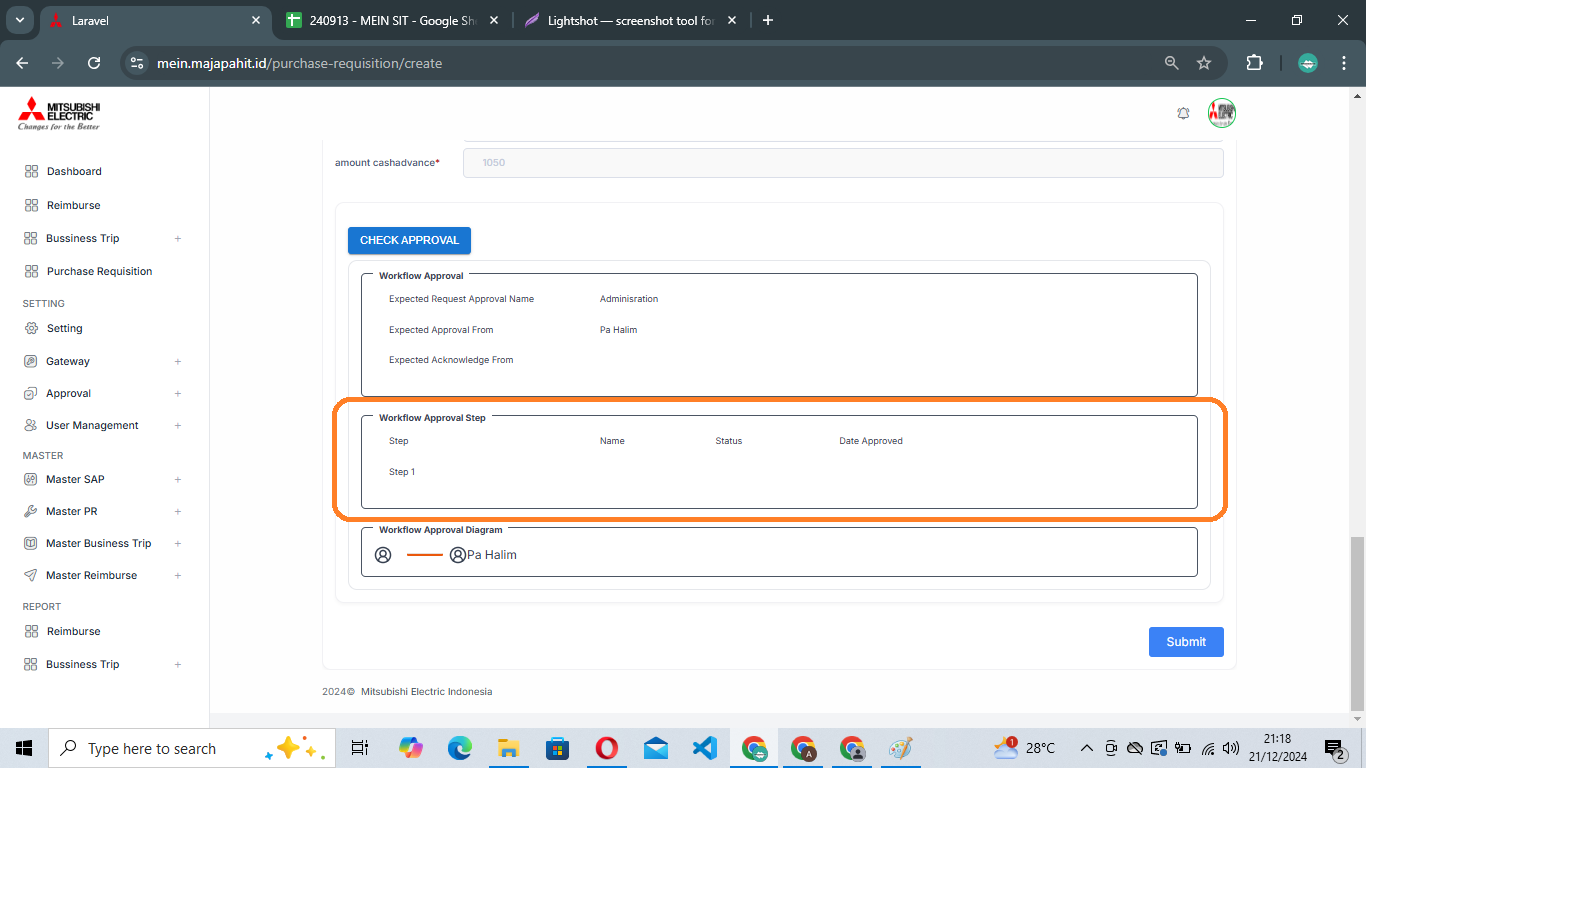 Laravel
240913 - MEIN SIT - Google Sh
Lightshot — screenshot tool for
mein.majapahit.id/purchase-requisition/create
MITSUBISHI
ELECTRIC
Changes for the Better
Dashboard
Reimburse
Bussiness Trip
Purchase Requisition
SETTING
Setting
Gateway
Approval
User Management
MASTER
Master SAP
Master PR
Master Business Trip
Master Reimburse
REPORT
Reimburse
Bussiness Trip
amount cashadvance*
1050
CHECK APPROVAL
Workflow Approval
Expected Request Approval Name Adminisration
Expected Approval From Pa Halim
Expected Acknowledge From
Workflow Approval Step
Step Name Status Date Approved
Step 1
Workflow Approval Diagram
Pa Halim
Submit
2024© Mitsubishi Electric Indonesia
Type here to search
A
1
28°C
21:18
21/12/2024
2